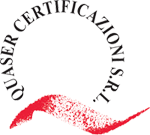 QUASER CERTIFICAZIONI S.R.L.